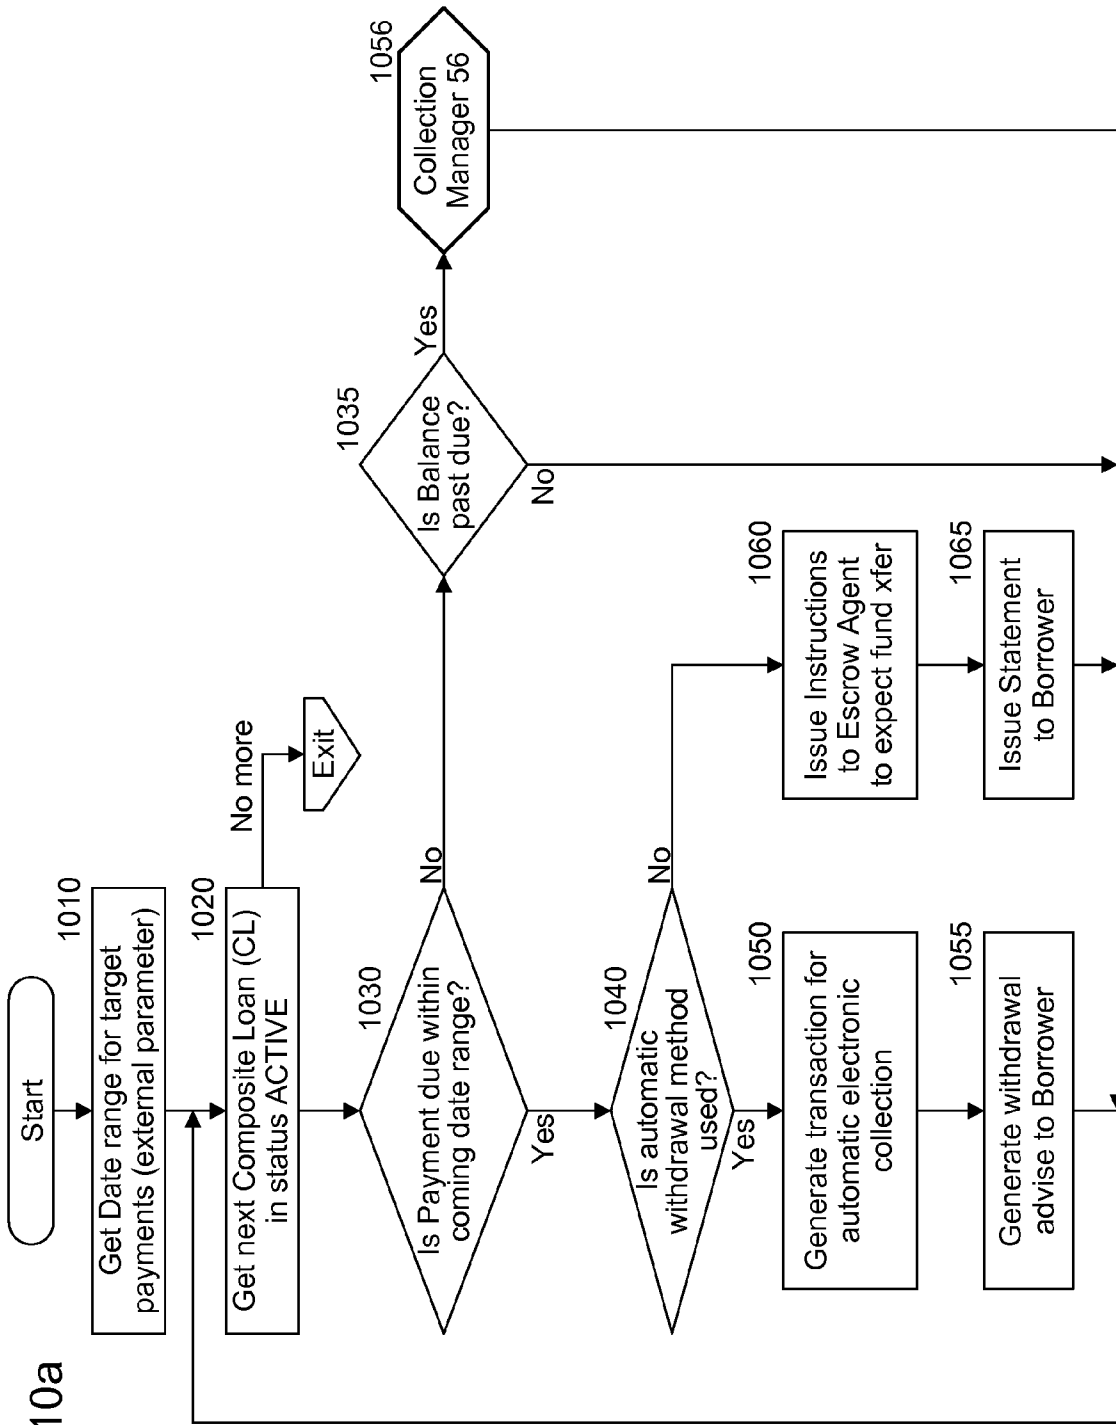 10a
Start
1010
Get Date range for target
payments (external parameter)
1020
Get next Composite Loan (CL)
in status ACTIVE
No more
Exit
1030
Is Payment due within
coming date range?
No
Yes
1035
Is Balance
past due?
Yes
No
1056
Collection
Manager 56
1040
Is automatic
withdrawal method
used?
No
Yes
1050
Generate transaction for
automatic electronic
collection
1060
Issue Instructions
to Escrow Agent
to expect fund xfer
1055
Generate withdrawal
advise to Borrower
1065
Issue Statement
to Borrower